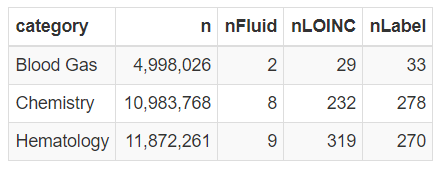 category n nFluid nLOINC nLabel
Blood Gas 4,998,026 2 29 33
Chemistry 10,983,768 8 232 278
Hematology 11,872,261 9 319 270